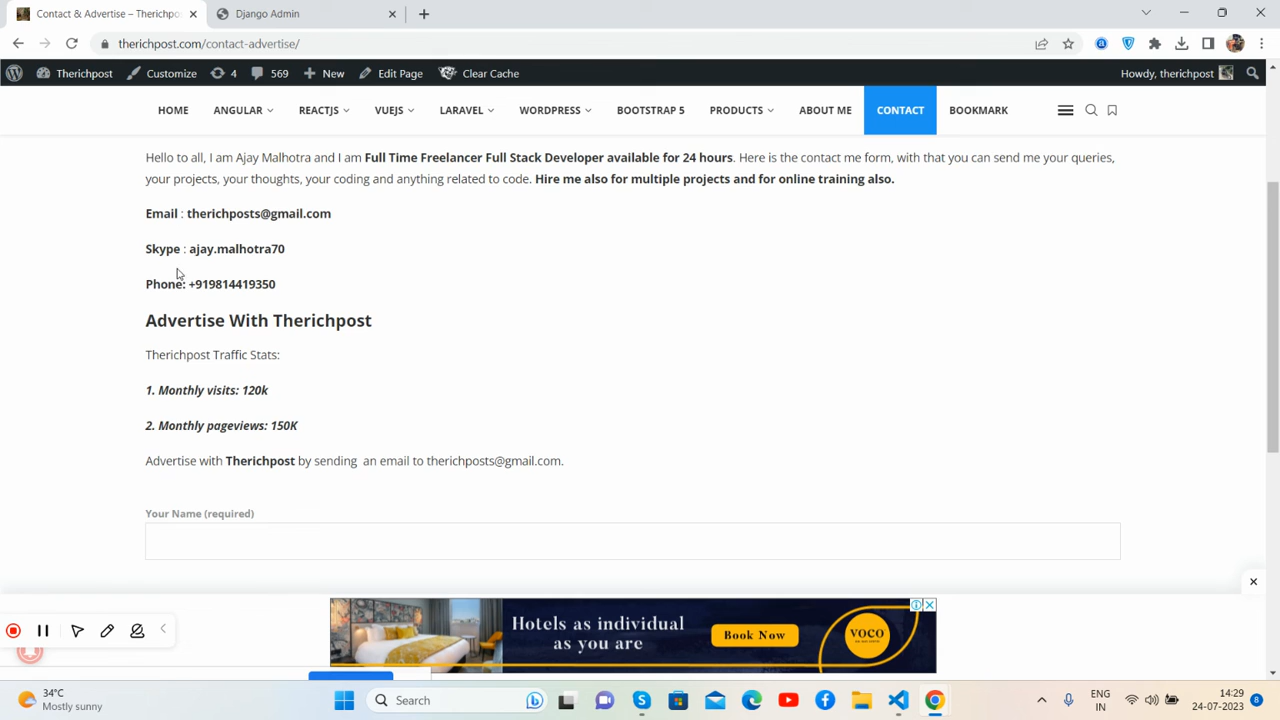 Contact & Advertise – Therichpo
Django Admin
therichpost.com/contact-advertise/
Therichpost
Customize
4
569
New
Edit Page
Clear Cache
Howdy, therichpost
HOME
ANGULAR
REACTJS
VUEJS
LARAVEL
WORDPRESS
BOOTSTRAP 5
PRODUCTS
ABOUT ME
CONTACT
BOOKMARK
Hello to all, I am Ajay Malhotra and I am Full Time Freelancer Full Stack Developer available for 24 hours. Here is the contact me form, with that you can send me your queries,
your projects, your thoughts, your coding and anything related to code. Hire me also for multiple projects and for online training also.
Email : therichposts@gmail.com
Skype : ajay.malhotra70
Phone: +919814419350
Advertise With Therichpost
Therichpost Traffic Stats:
1. Monthly visits: 120k
2. Monthly pageviews: 150K
Advertise with Therichpost by sending an email to therichposts@gmail.com.
Your Name (required)
Hotels as individual
as you are
Book Now
VOCO
34°C
Mostly sunny
Search
ENG
IN
14:29
24-07-2023
8